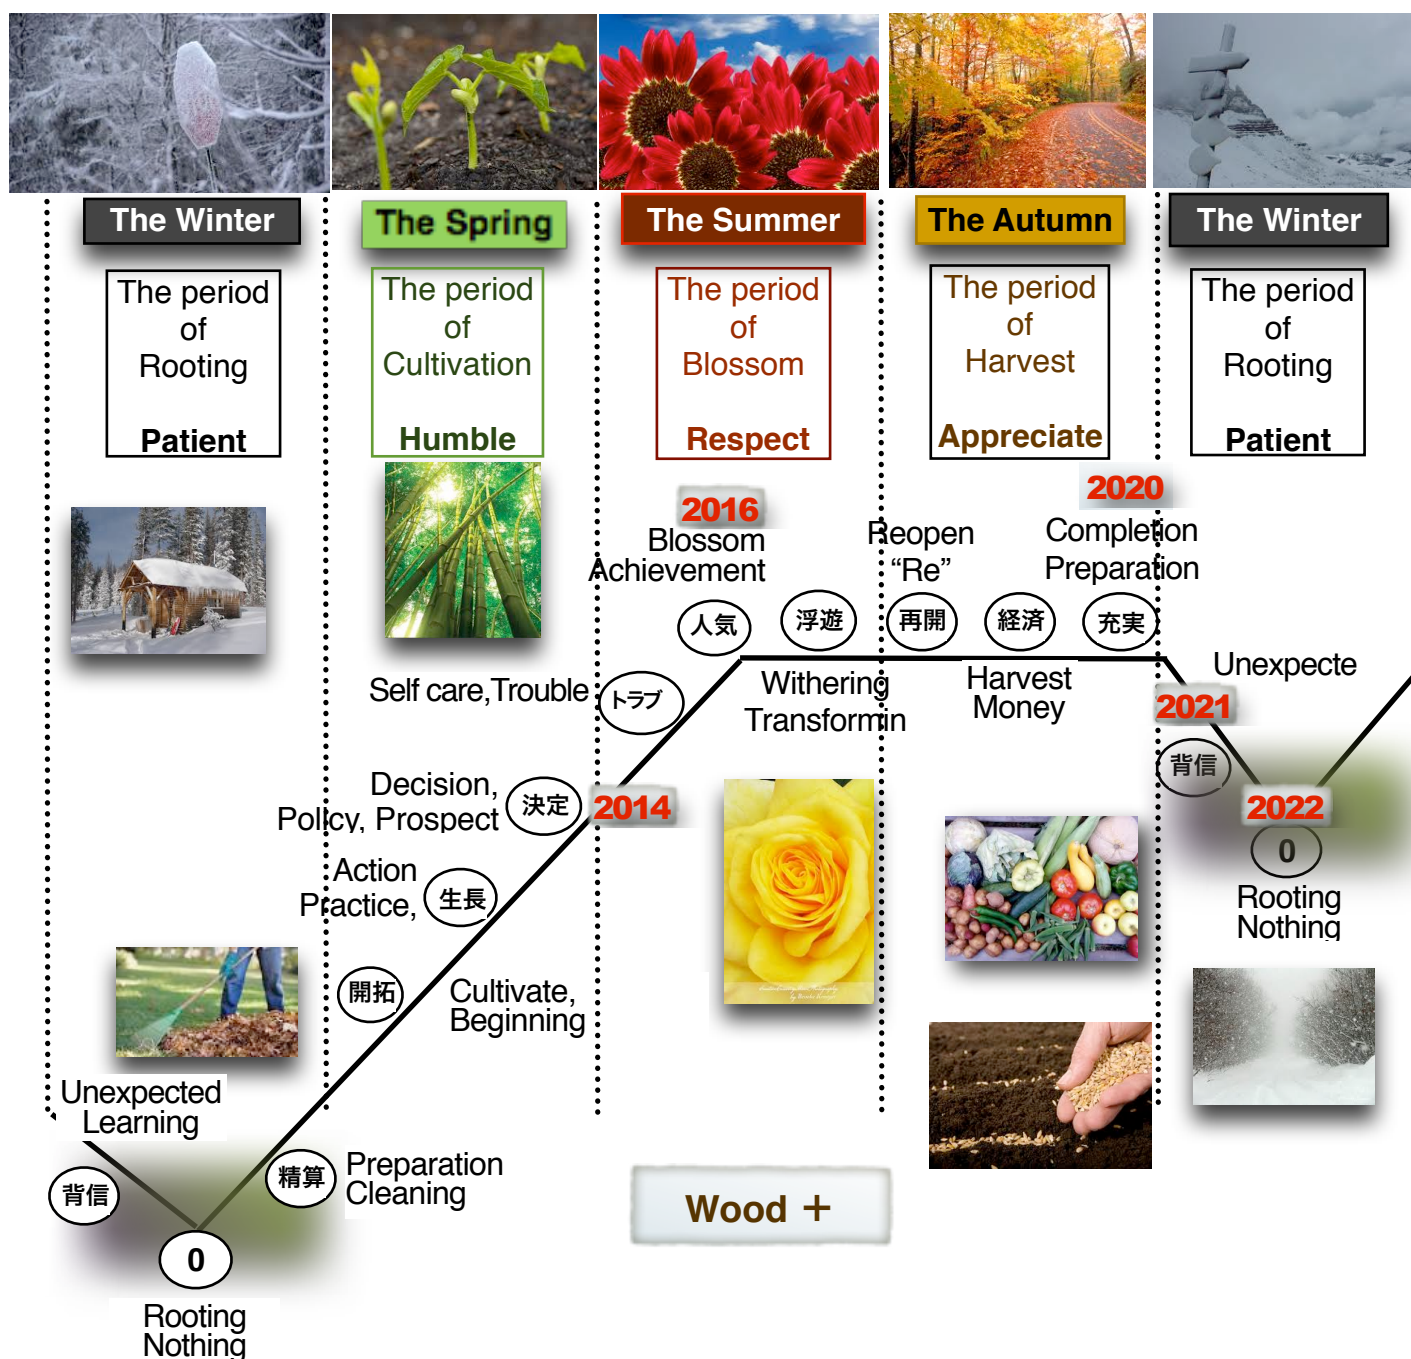 The Winter
The Spring
The Summer
The Autumn
The Winter
The period
of
Rooting
Patient
The period
of
Cultivation
Humble
The period
of
Blossom
Respect
The period
of
Harvest
Appreciate
The period
of
Rooting
Patient
2016
Blossom
Achievement
人気
浮遊
Reopen
“Re”
再開
経済
2020
Completion
Preparation
充実
Self care,Trouble
トラブ
Withering
Transformin
Harvest
Money
Unexpecte
2021
背信
Decision,
Policy, Prospect
決定
2014
2022
0
Rooting
Nothing
Action
Practice,
生長
開拓
Cultivate,
Beginning
Unexpected
Learning
背信
精算
Preparation
Cleaning
0
Rooting
Nothing
Wood +